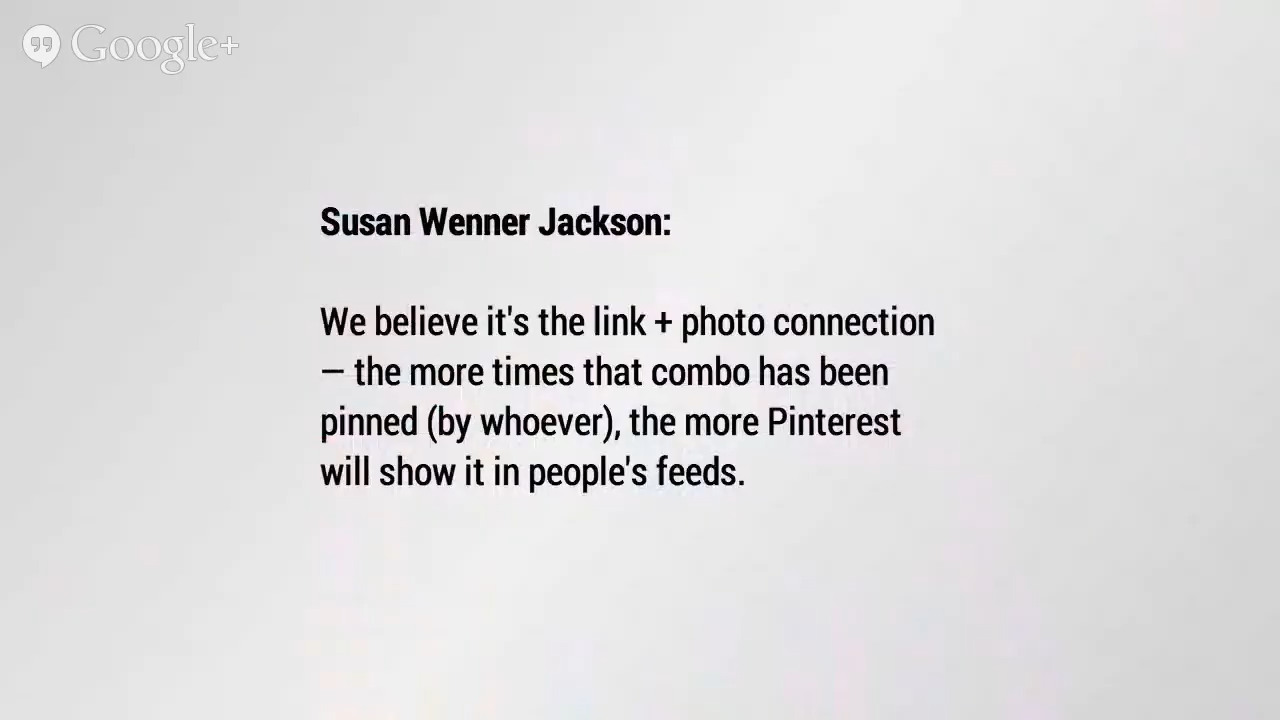 Google+
Susan Wenner Jackson:
We believe it's the link + photo connection
– the more times that combo has been
pinned (by whoever), the more Pinterest
will show it in people's feeds.